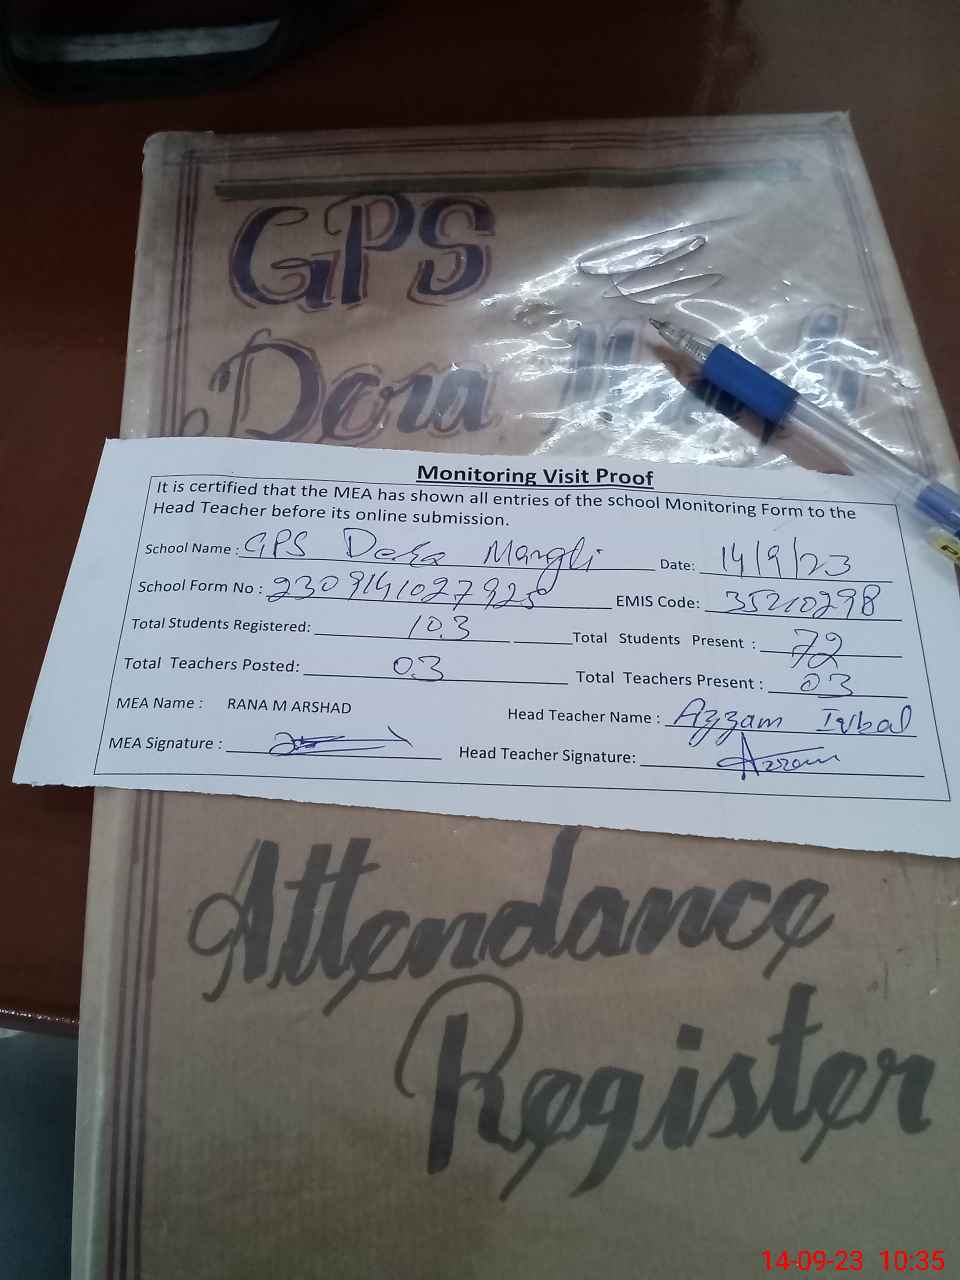 GPS
Dera
Monitoring Visit Proof
It is certified that the MEA has shown all entries of the school Monitoring Form to the
Head Teacher before its online submission.
School Name : GPS Dera Mangli Date: 14/9/23
School Form No : 2309141027925 EMIS Code: 35210298
Total Students Registered: 103 Total Students Present : 72
Total Teachers Posted: 03 Total Teachers Present : 03
MEA Name : RANA M ARSHAD Head Teacher Name : Azzam Iqbal
MEA Signature : Head Teacher Signature: Azzam
Attendance
Register
14-09-23 10:35